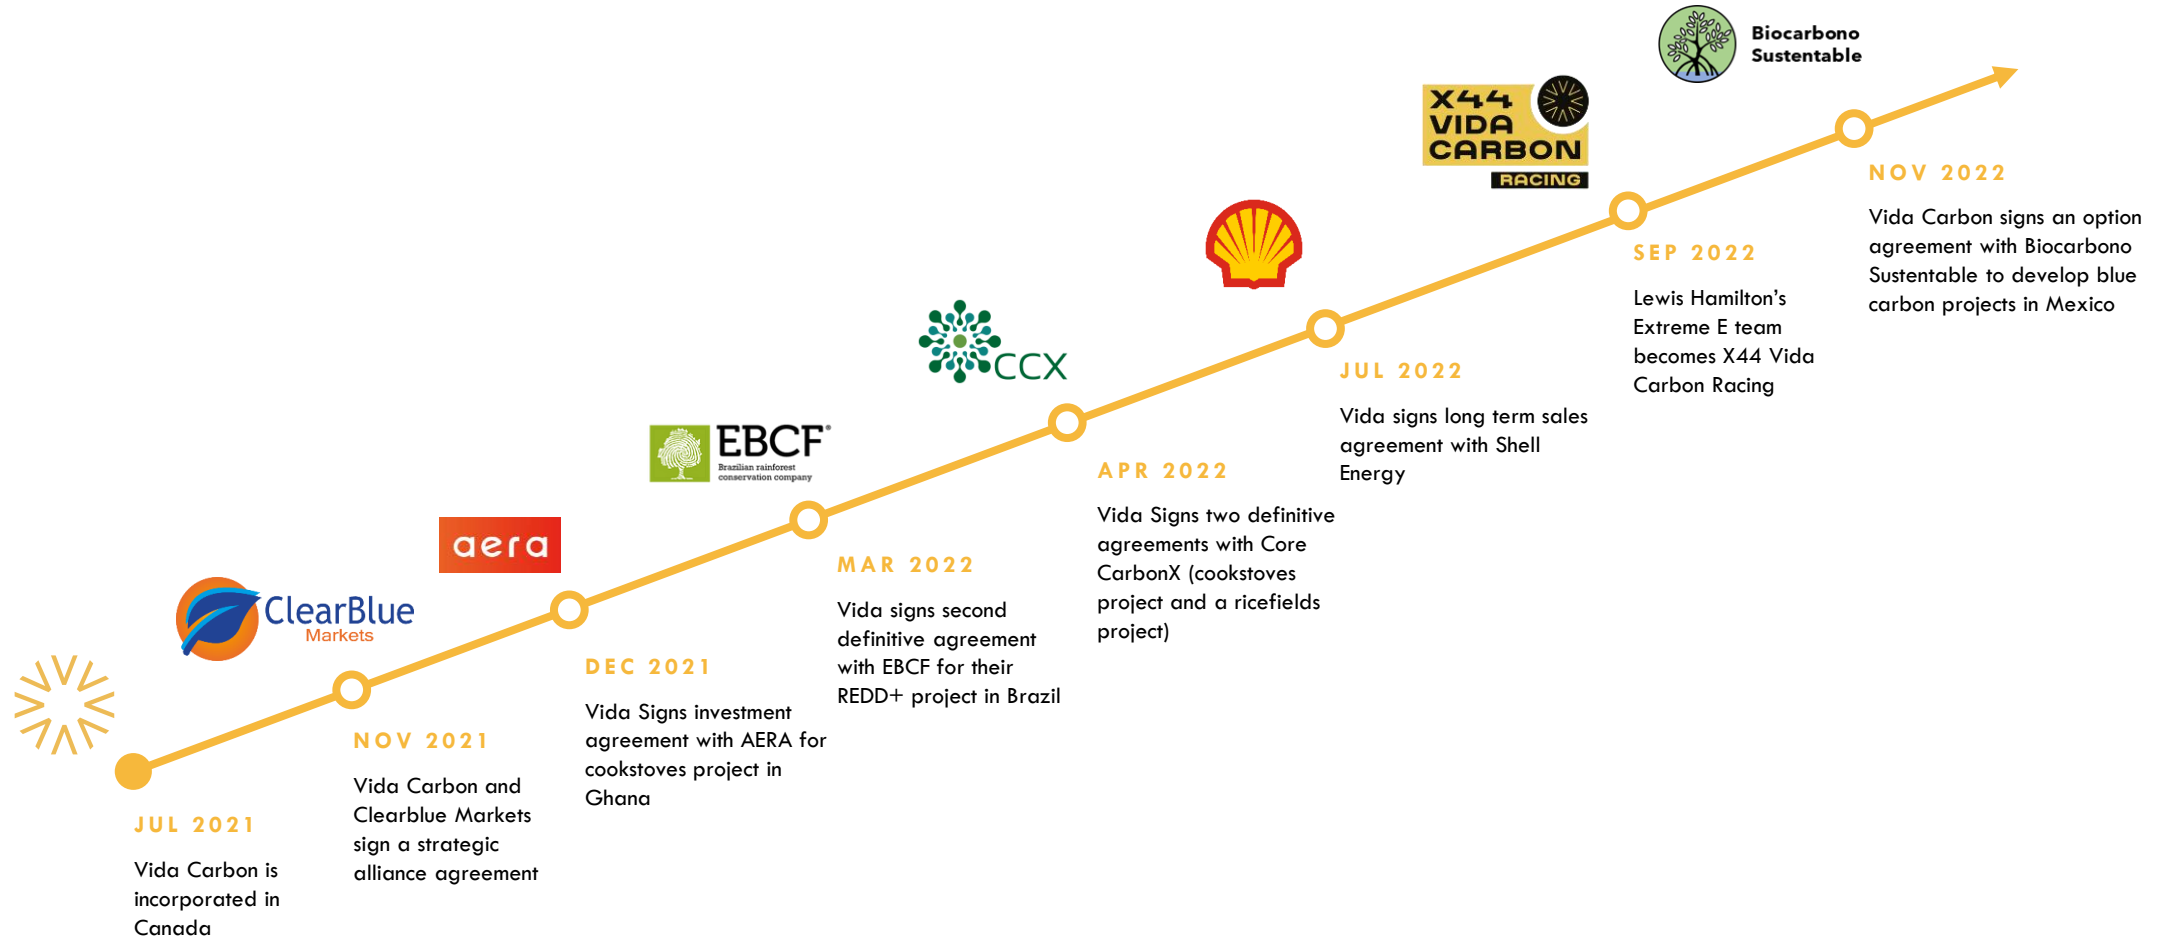 Biocarbono
Sustentable
X44
VIDA
CARBON
RACING
NOV 2022
Vida Carbon signs an option
agreement with Biocarbono
Sustentable to develop blue
carbon projects in Mexico
SEP 2022
Lewis Hamilton’s
Extreme E team
becomes X44 Vida
Carbon Racing
CCX
JUL 2022
Vida signs long term sales
agreement with Shell
Energy
EBCF®
Brazilian rainforest
conservation company
APR 2022
Vida Signs two definitive
agreements with Core
CarbonX (cookstoves
project and a ricefields
project)
aera
MAR 2022
Vida signs second
definitive agreement
with EBCF for their
REDD+ project in Brazil
ClearBlue
Markets
DEC 2021
Vida Signs investment
agreement with AERA for
cookstoves project in
Ghana
NOV 2021
Vida Carbon and
Clearblue Markets
sign a strategic
alliance agreement
JUL 2021
Vida Carbon is
incorporated in
Canada